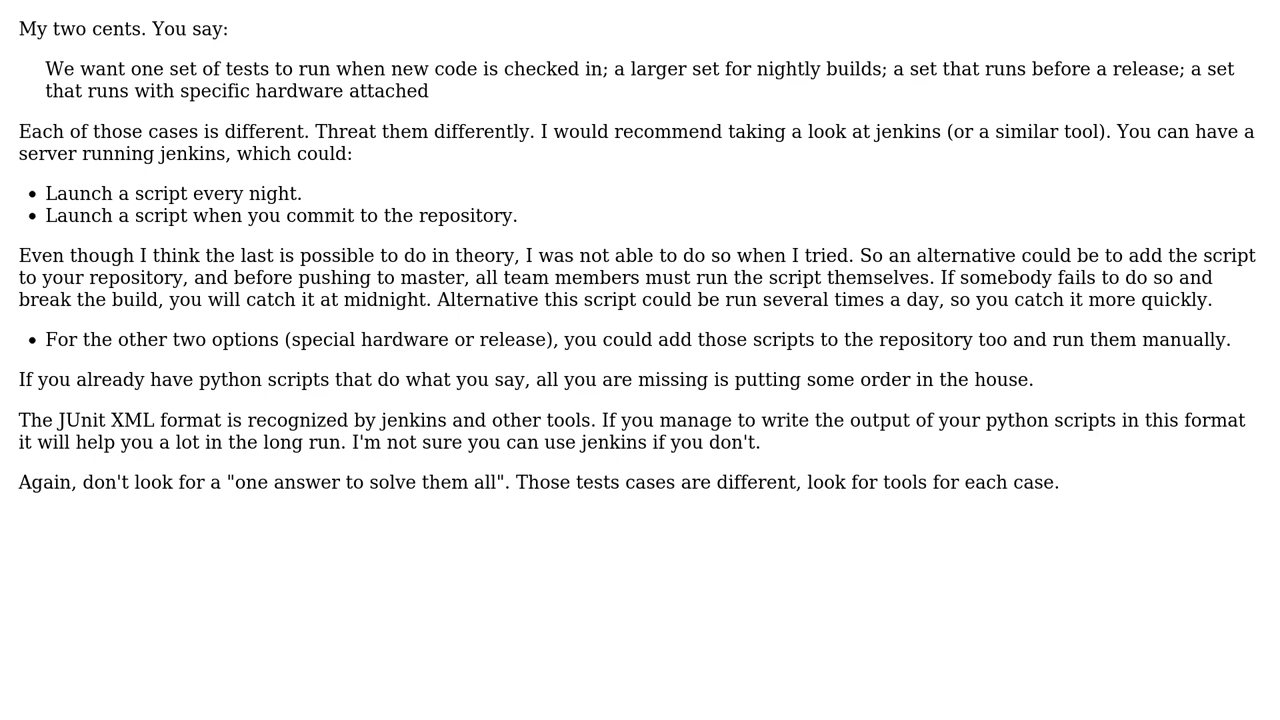 My two cents. You say:
We want one set of tests to run when new code is checked in; a larger set for nightly builds; a set that runs before a release; a set
that runs with specific hardware attached
Each of those cases is different. Threat them differently. I would recommend taking a look at jenkins (or a similar tool). You can have a
server running jenkins, which could:
• Launch a script every night.
• Launch a script when you commit to the repository.
Even though I think the last is possible to do in theory, I was not able to do so when I tried. So an alternative could be to add the script
to your repository, and before pushing to master, all team members must run the script themselves. If somebody fails to do so and
break the build, you will catch it at midnight. Alternative this script could be run several times a day, so you catch it more quickly.
• For the other two options (special hardware or release), you could add those scripts to the repository too and run them manually.
If you already have python scripts that do what you say, all you are missing is putting some order in the house.
The JUnit XML format is recognized by jenkins and other tools. If you manage to write the output of your python scripts in this format
it will help you a lot in the long run. I'm not sure you can use jenkins if you don't.
Again, don't look for a "one answer to solve them all". Those tests cases are different, look for tools for each case.